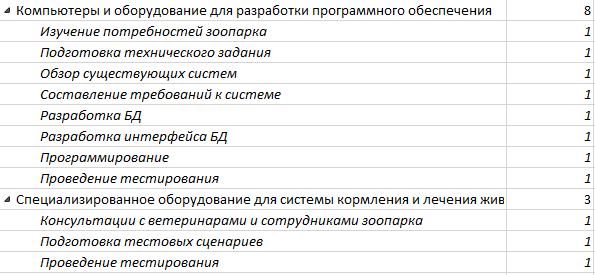 Компьютеры и оборудование для разработки программного обеспечения 8
Изучение потребностей зоопарка 1
Подготовка технического задания 1
Обзор существующих систем 1
Составление требований к системе 1
Разработка БД 1
Разработка интерфейса БД 1
Программирование 1
Проведение тестирования 1
Специализированное оборудование для системы кормления и лечения жив 3
Консультации с ветеринарами и сотрудниками зоопарка 1
Подготовка тестовых сценариев 1
Проведение тестирования 1